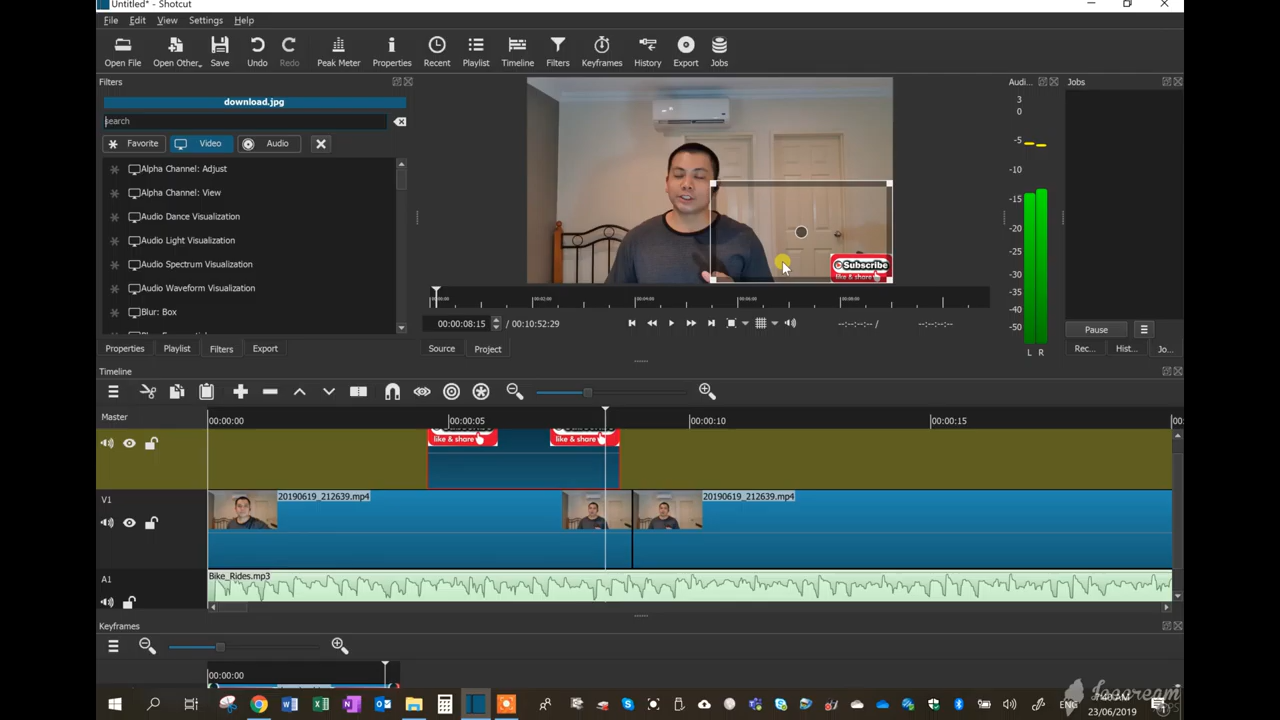 Untitled* - Shotcut
File Edit View Settings Help
Open File Open Other.. Save Undo Redo Peak Meter Properties Recent Playlist Timeline Filters Keyframes History Export Jobs
Filters
Audi...
Jobs
download.jpg
search
Favorite Video Audio
Alpha Channel: Adjust
Alpha Channel: View
Audio Dance Visualization
Audio Light Visualization
Audio Spectrum Visualization
Audio Waveform Visualization
Blur: Box
3
0
-5
-10
-15
-20
-25
-30
-35
-40
-45
-50
L R
Subscribe
like & share
00:00:08:15 / 00:10:52:29
--:--:--:-- / --:--:--:--
Pause
Properties Playlist Filters Export
Source Project
Rec... Hist... Jo...
Timeline
Master
00:00:00 00:00:05 00:00:10 00:00:15
like & share like & share
V1
20190619_212639.mp4 20190619_212639.mp4
A1
Bike_Rides.mp3
Keyframes
00:00:00
ENG
23/06/2019